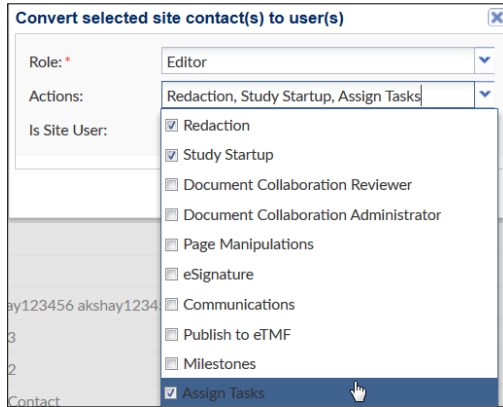 Convert selected site contact(s) to user(s)
Role: * Editor
Actions: Redaction, Study Startup, Assign Tasks
Is Site User:
Redaction
Study Startup
Document Collaboration Reviewer
Document Collaboration Administrator
Page Manipulations
eSignature
Communications
ay123456 akshay1234
Publish to eTMF
3
Milestones
2
Assign Tasks
Contact